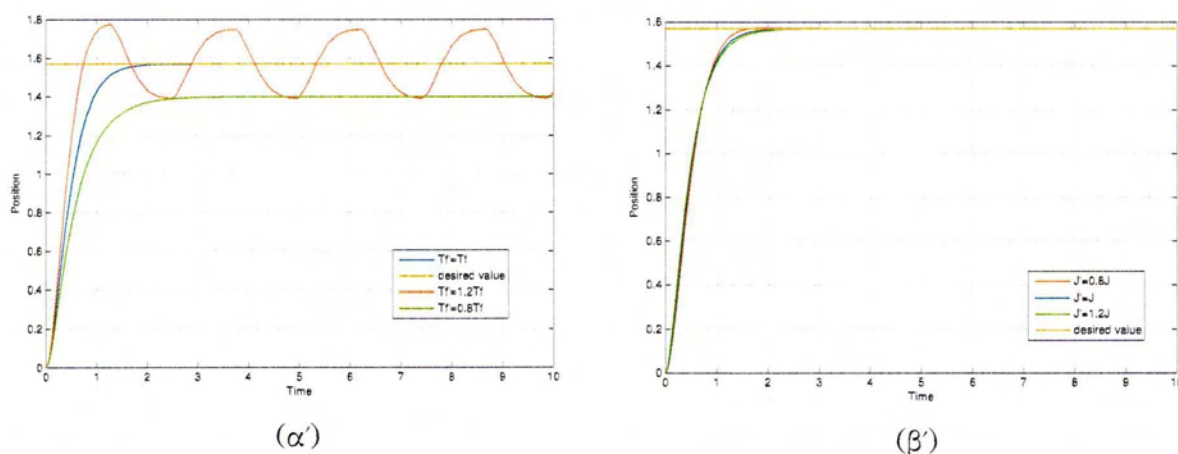 1.8
1.6
1.4
1.2
1
0.8
0.6
0.4
0.2
0
Position
Tf'=Tf
desired value
Tf'=1.2Tf
Tf'=0.8Tf
0 1 2 3 4 5 6 7 8 9 10
Time
(α′)
1.6
1.4
1.2
1
0.8
0.6
0.4
0.2
0
Position
J'=0.8J
J'=J
J'=1.2J
desired value
0 1 2 3 4 5 6 7 8 9 10
Time
(β′)